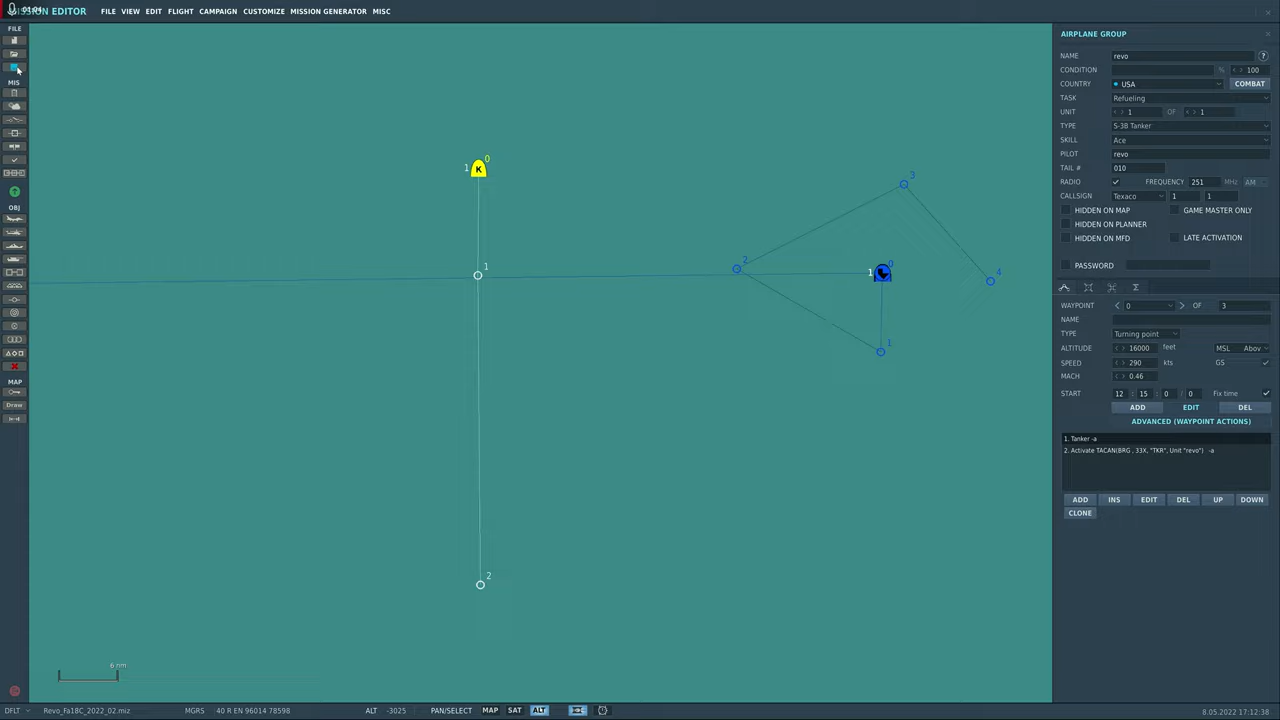 MISSION EDITOR FILE VIEW EDIT FLIGHT CAMPAIGN CUSTOMIZE MISSION GENERATOR MISC
FILE
MIS
OBJ
MAP
Draw
0
1 K
1
2
3
2
4
0
1
1
6 nm
AIRPLANE GROUP
NAME revo ?
CONDITION % 100
COUNTRY USA COMBAT
TASK Refueling
UNIT 1 OF 1
TYPE S-3B Tanker
SKILL Ace
PILOT revo
TAIL # 010
RADIO FREQUENCY 251 MHz AM
CALLSIGN Texaco 1 1
HIDDEN ON MAP GAME MASTER ONLY
HIDDEN ON PLANNER
HIDDEN ON MFD LATE ACTIVATION
PASSWORD
WAYPOINT 0 OF 3
NAME
TYPE Turning point
ALTITUDE 16000 feet MSL Abov
SPEED 290 kts GS
MACH 0.46
START 12 : 15 : 0 / 0 Fix time
ADD EDIT DEL
ADVANCED (WAYPOINT ACTIONS)
1. Tanker -a
2. Activate TACAN(BRG , 33X, "TKR", Unit "revo") -a
ADD INS EDIT DEL UP DOWN
CLONE
DFLT Revo_Fa18C_2022_02.miz MGRS 40 R EN 96014 78598 ALT -3025 PAN/SELECT MAP SAT ALT 8.05.2022 17:12:38